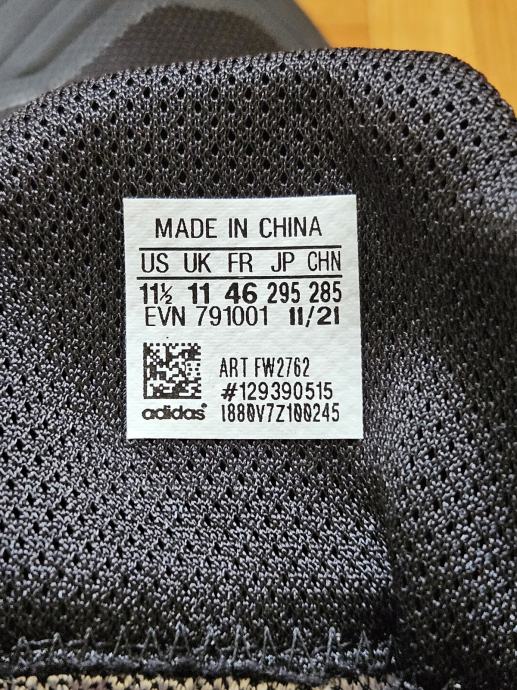 MADE IN CHINA
US UK FR JP CHN
11½ 11 46 295 285
EVN 791001 11/21
ART FW2762
#129390515
adidas I880V7Z100245